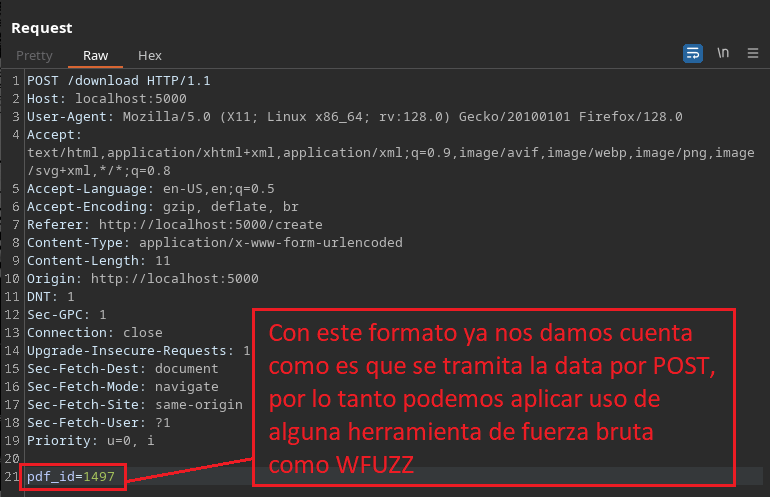 Request
Pretty Raw Hex
\n
1 POST /download HTTP/1.1
2 Host: localhost:5000
3 User-Agent: Mozilla/5.0 (X11; Linux x86_64; rv:128.0) Gecko/20100101 Firefox/128.0
4 Accept:
text/html,application/xhtml+xml,application/xml;q=0.9,image/avif,image/webp,image/png,image
/svg+xml,*/*;q=0.8
5 Accept-Language: en-US,en;q=0.5
6 Accept-Encoding: gzip, deflate, br
7 Referer: http://localhost:5000/create
8 Content-Type: application/x-www-form-urlencoded
9 Content-Length: 11
10 Origin: http://localhost:5000
11 DNT: 1
12 Sec-GPC: 1
13 Connection: close
14 Upgrade-Insecure-Requests: 1
15 Sec-Fetch-Dest: document
16 Sec-Fetch-Mode: navigate
17 Sec-Fetch-Site: same-origin
18 Sec-Fetch-User: ?1
19 Priority: u=0, i
20
21 pdf_id=1497
Con este formato ya nos damos cuenta
como es que se tramita la data por POST,
por lo tanto podemos aplicar uso de
alguna herramienta de fuerza bruta
como WFUZZ